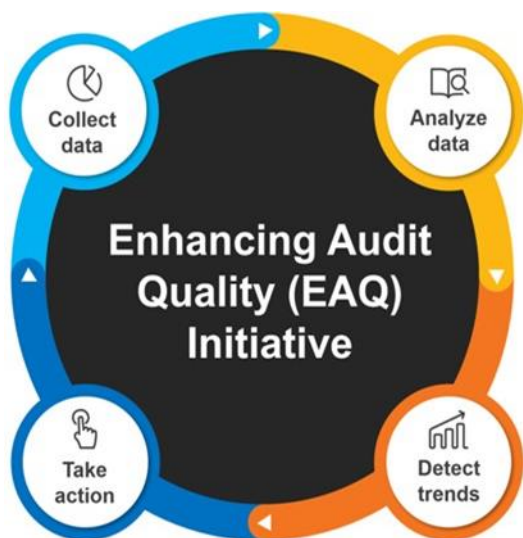 Collect
data
Analyze
data
Enhancing Audit
Quality (EAQ)
Initiative
Take
action
Detect
trends